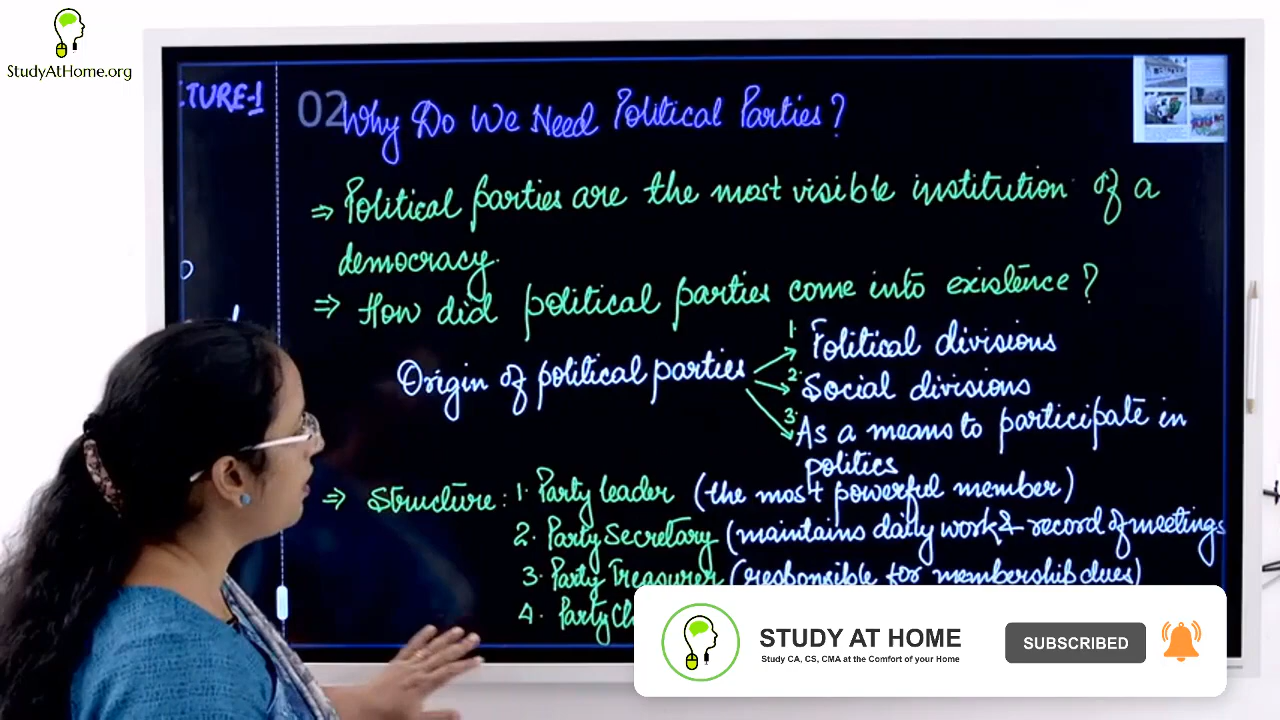 StudyAtHome.org
TURE-1
02
Why Do We Need Political Parties?
⇒ Political parties are the most visible institution of a
democracy.
⇒ How did political parties come into existence?
Origin of political parties
1. Political divisions
2. Social divisions
3. As a means to participate in
politics
⇒ Structure: 1. Party leader (the most powerful member)
2. Party Secretary (maintains daily work & record of meetings
3. Party Treasurer (responsible for membership dues)
4. Party Ch
STUDY AT HOME
Study CA, CS, CMA at the Comfort of your Home
SUBSCRIBED